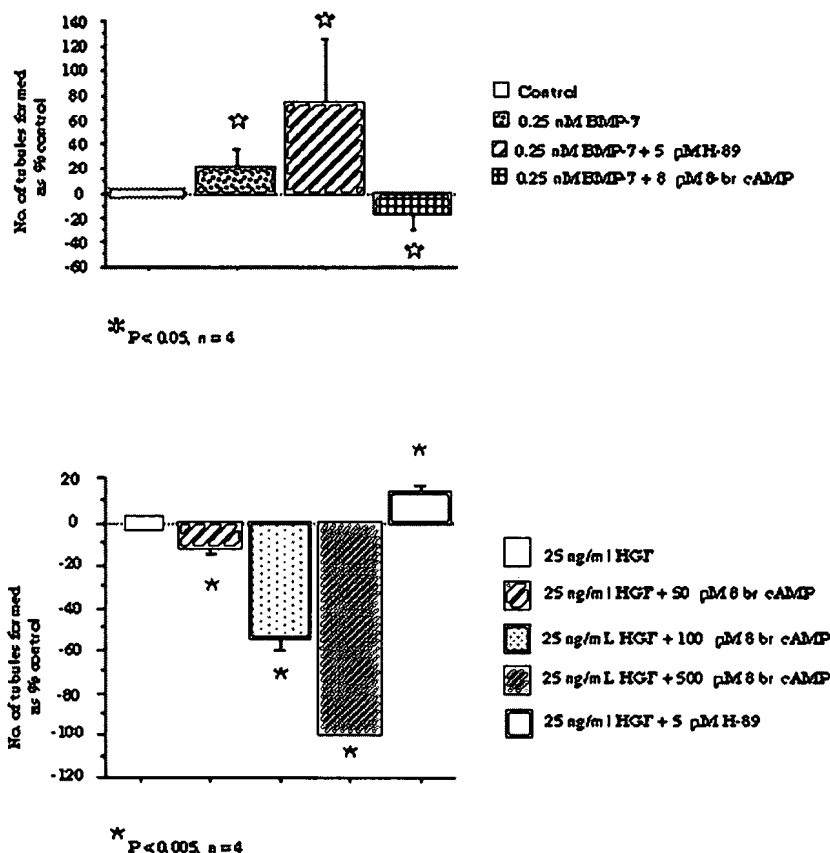 No. of tubules formed
as % control
140
120
100
80
60
40
20
0
-20
-40
-60
Control
0.25 nM BMP-7
0.25 nM BMP-7 + 5 µM H-89
0.25 nM BMP-7 + 8 µM 8-br cAMP
P < 0.05, n = 4
No. of tubules formed
as % control
20
0
-20
-40
-60
-80
-100
-120
25 ng/ml HGF
25 ng/ml HGF + 50 µM 8 br cAMP
25 ng/mL HGF + 100 µM 8 br cAMP
25 ng/mL HGF + 500 µM 8 br cAMP
25 ng/ml HGF + 5 µM H-89
* P < 0.005, n = 4